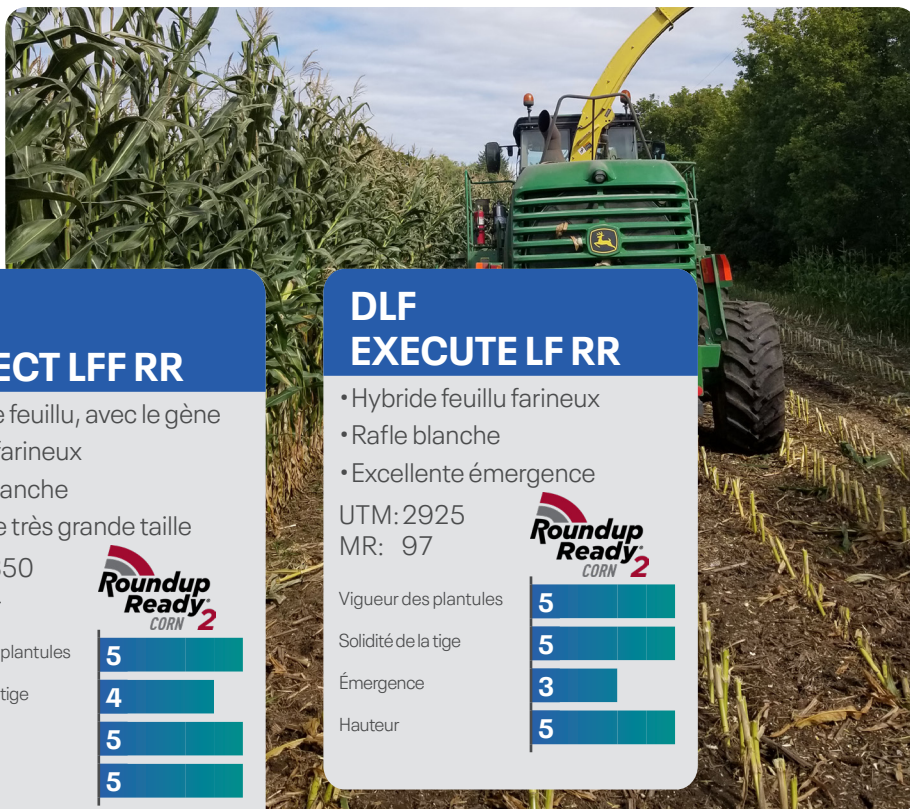 ECT LFF RR
feuillu, avec le gène
farineux
anche
très grande taille
50
Roundup
Ready®
CORN 2
plantules
5
tige
4
5
5
DLF
EXECUTE LF RR
•Hybride feuillu farineux
•Rafle blanche
•Excellente émergence
UTM: 2925
MR: 97
Roundup
Ready®
CORN 2
Vigueur des plantules 5
Solidité de la tige 5
Émergence 3
Hauteur 5